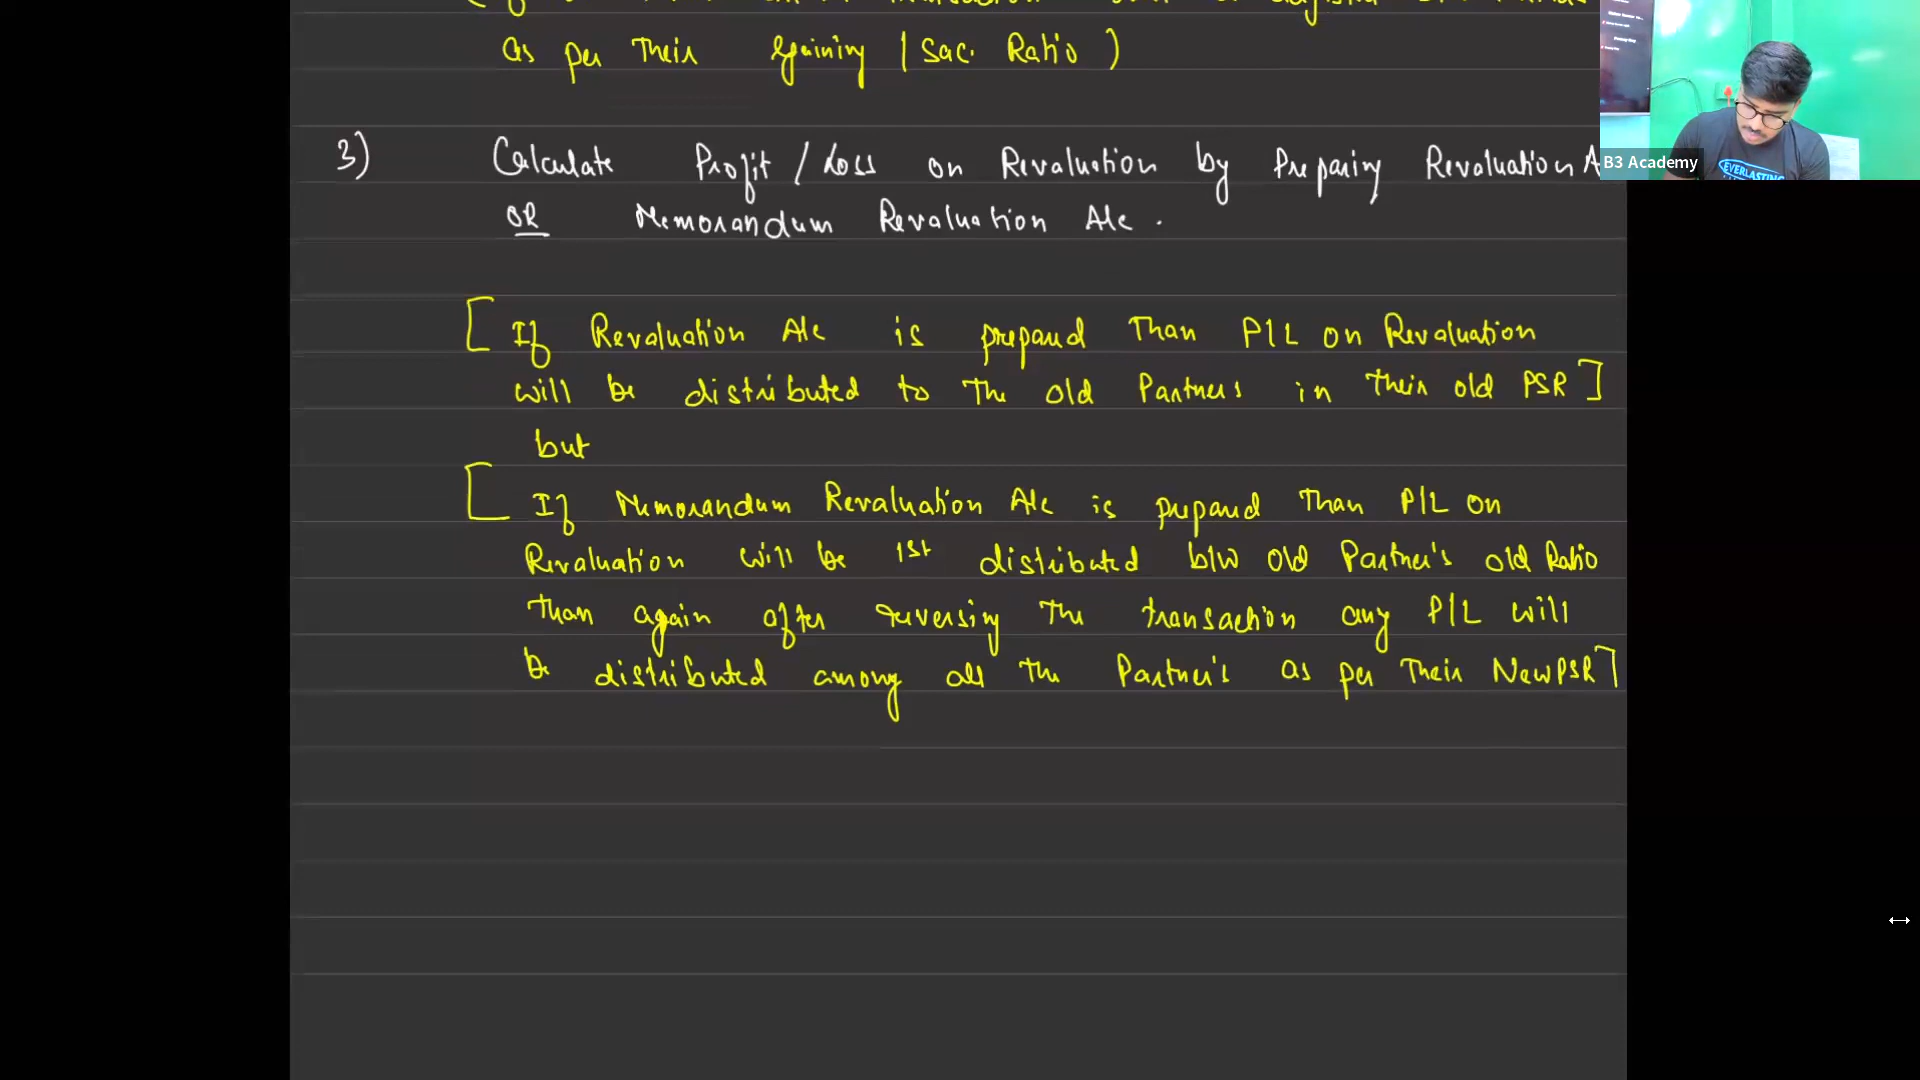 as per Their gaining / Sac. Ratio )
3) Calculate Profit / Loss on Revaluation by Preparing Revaluation A
OR Memorandum Revaluation A/c .
[ If Revaluation A/c is prepared Than P/L on Revaluation
will be distributed to The old Partners in Their old PSR ]
but
[ If Memorandum Revaluation A/c is prepared Than P/L on
Revaluation will be 1st distributed b/w old Partner's old Ratio
Than again after reversing The transaction any P/L will
be distributed among all The Partner's as per Their New PSR ]
B3 Academy
EVERLASTING